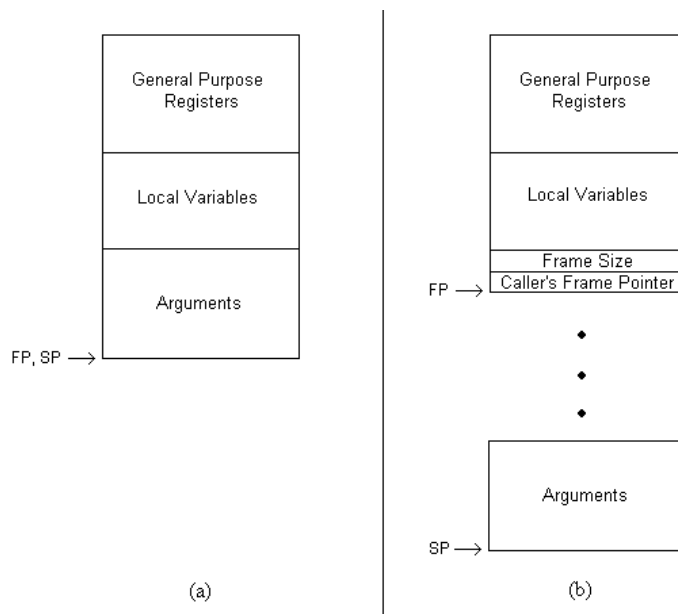 General Purpose
Registers
Local Variables
Arguments
FP, SP
(a)
General Purpose
Registers
Local Variables
Frame Size
Caller's Frame Pointer
FP
Arguments
SP
(b)